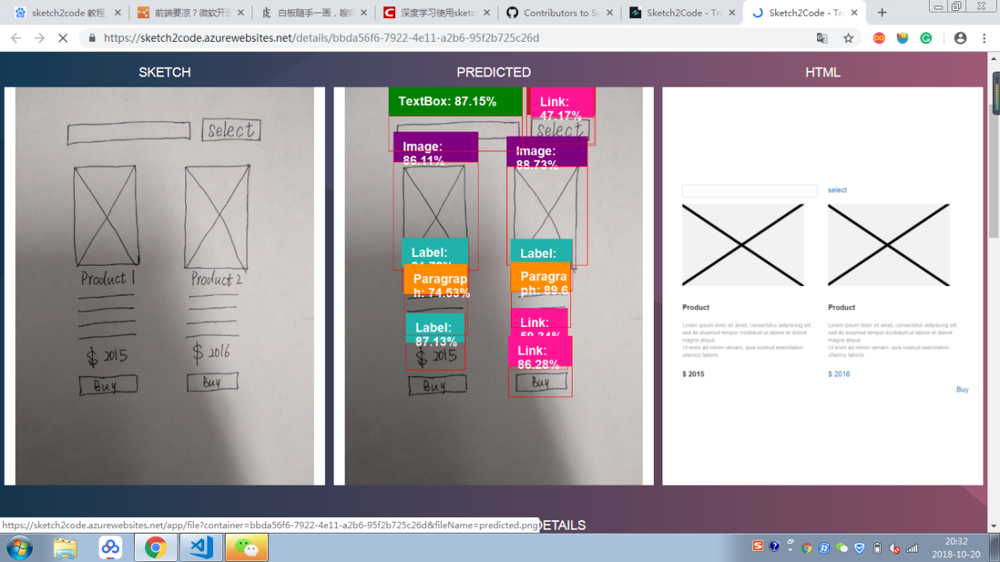 sketch2code 教程
前端要凉？微软开源
白板随手一画，
深度学习使用sketch
Contributors to Sc
Sketch2Code - Tra
Sketch2Code - Tra
https://sketch2code.azurewebsites.net/details/bbda56f6-7922-4e11-a2b6-95f2b725c26d
SKETCH
PREDICTED
HTML
select
Product 1
Product 2
$ 2015
$ 2016
Buy
Buy
TextBox: 87.15%
Link:
47.17%
select
Image:
86.11%
Image:
88.73%
Label:
Label:
Paragrap
h: 74.53%
Paragra
ph: 89.6
Label:
87.13%
Link:
Link:
86.28%
$ 2015
Buy
Buy
select
Product
Product
Lorem ipsum dolor sit amet, consectetur adipiscing elit
sed do eiusmod tempor incididunt ut labore et dolore
magna aliqua
Ut enim ad minim veniam, quis nostrud exercitation
ullamco laboris
Lorem ipsum dolor sit amet, consectetur adipiscing elit
sed do eiusmod tempor incididunt ut labore et dolore
magna aliqua
Ut enim ad minim veniam, quis nostrud exercitation
ullamco laboris
$ 2015
$ 2016
Buy
DETAILS
https://sketch2code.azurewebsites.net/app/file?container=bbda56f6-7922-4e11-a2b6-95f2b725c26d&fileName=predicted.png
20:32
2018-10-20